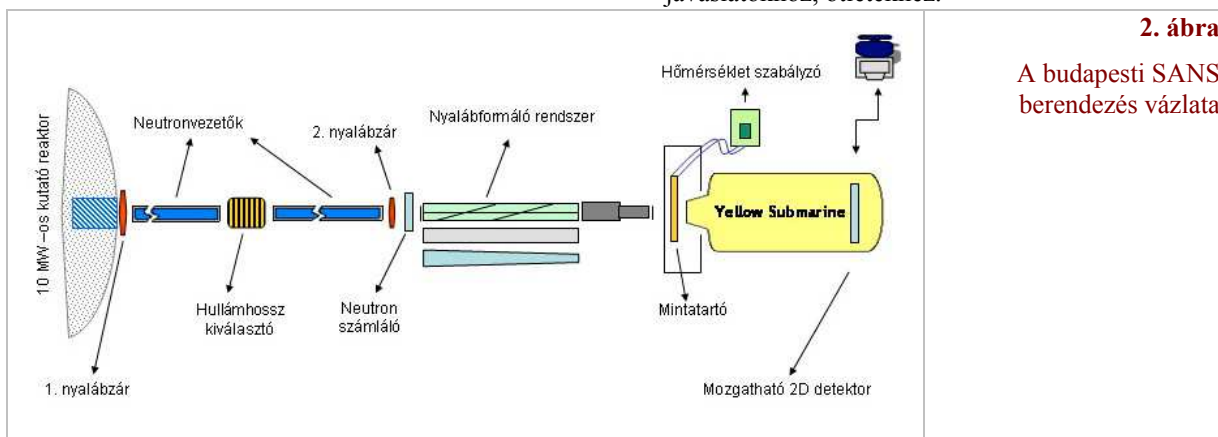 2. ábra
A budapesti SANS
berendezés vázlata
Hőmérséklet szabályzó
Nyalábformáló rendszer
Neutronvezetők
2. nyalábzár
10 MW –os kutató reaktor
Yellow Submarine
Hullámhossz
kiválasztó
Neutron
számláló
Mintatartó
1. nyalábzár
Mozgatható 2D detektor